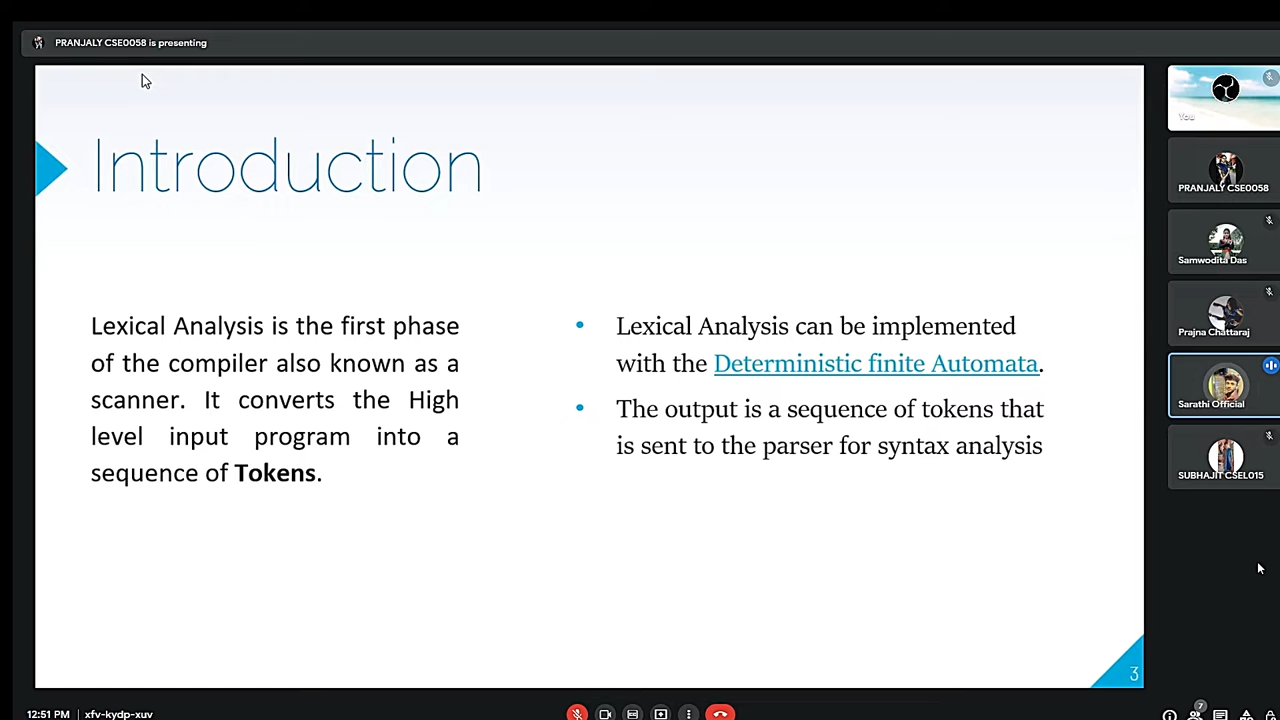 PRANJALY CSE0058 is presenting
Introduction
Lexical Analysis is the first phase
of the compiler also known as a
scanner. It converts the High
level input program into a
sequence of Tokens.
• Lexical Analysis can be implemented
with the Deterministic finite Automata.
• The output is a sequence of tokens that
is sent to the parser for syntax analysis
3
You
PRANJALY CSE0058
Samwodita Das
Prajna Chattaraj
Sarathi Official
SUBHAJIT CSEL015
12:51 PM | xfv-kydp-xuv
7